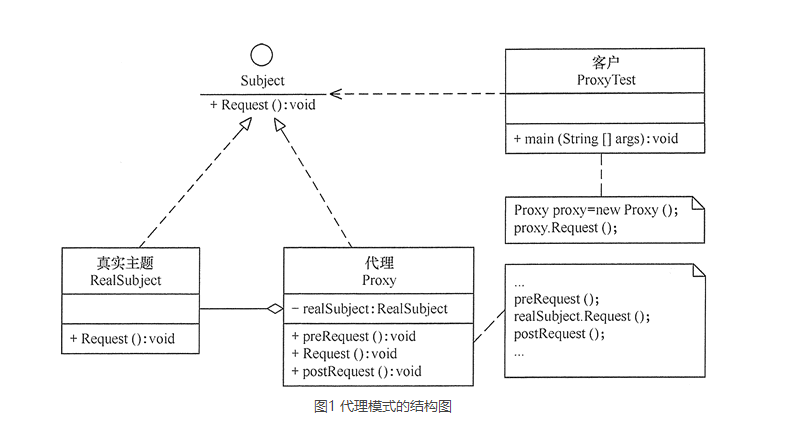 Subject
+ Request():void
客户
ProxyTest
+ main (String [] args):void
Proxy proxy=new Proxy ();
proxy.Request ();
真实主题
RealSubject
+ Request():void
代理
Proxy
− realSubject:RealSubject
+ preRequest ():void
+ Request ():void
+ postRequest ():void
...
preRequest ();
realSubject.Request ();
postRequest ();
...
图1 代理模式的结构图